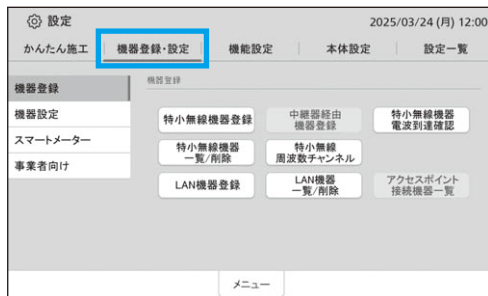 設定
2025/03/24 (月) 12:00
かんたん施工
機器登録・設定
機能設定
本体設定
設定一覧
機器登録
機器設定
スマートメーター
事業者向け
機器登録
特小無線機器登録
中継器経由
機器登録
特小無線機器
電波到達確認
特小無線機器
一覧/削除
特小無線
周波数チャンネル
LAN機器登録
LAN機器
一覧/削除
アクセスポイント
接続機器一覧
メニュー